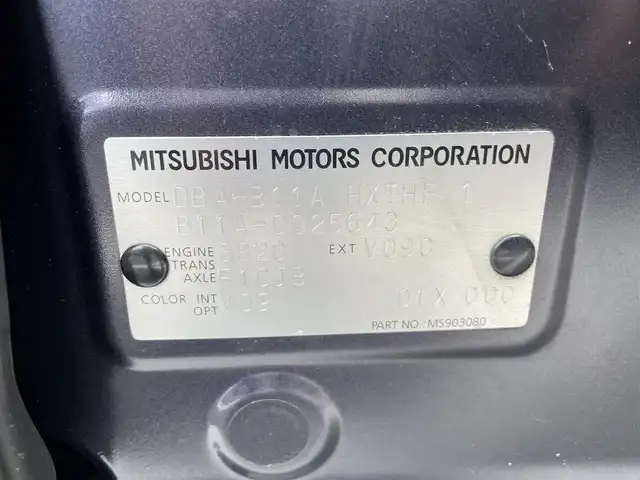 MITSUBISHI MOTORS CORPORATION
MODEL DBA-B11A HXTHF 1
B11A-0025643
ENGINE 3B20 EXT V09C
TRANS AXLE F1CJB
COLOR INT V09 01X 000
OPT
PART NO. MS903080